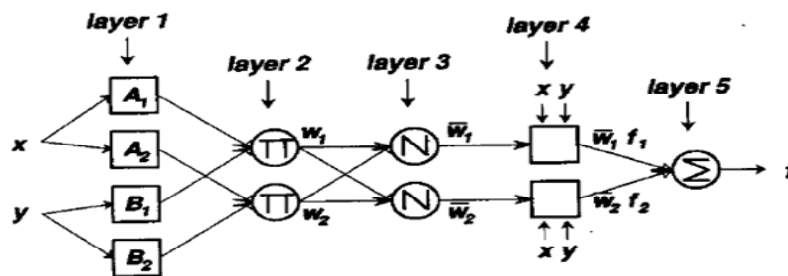 layer 1
layer 2
layer 3
layer 4
layer 5
x y
A₁
x
A₂
y
B₁
B₂
∏ w₁
∏ w₂
N w̅₁
N w̅₂
w̅₁ f₁
w̅₂ f₂
Σ
x y